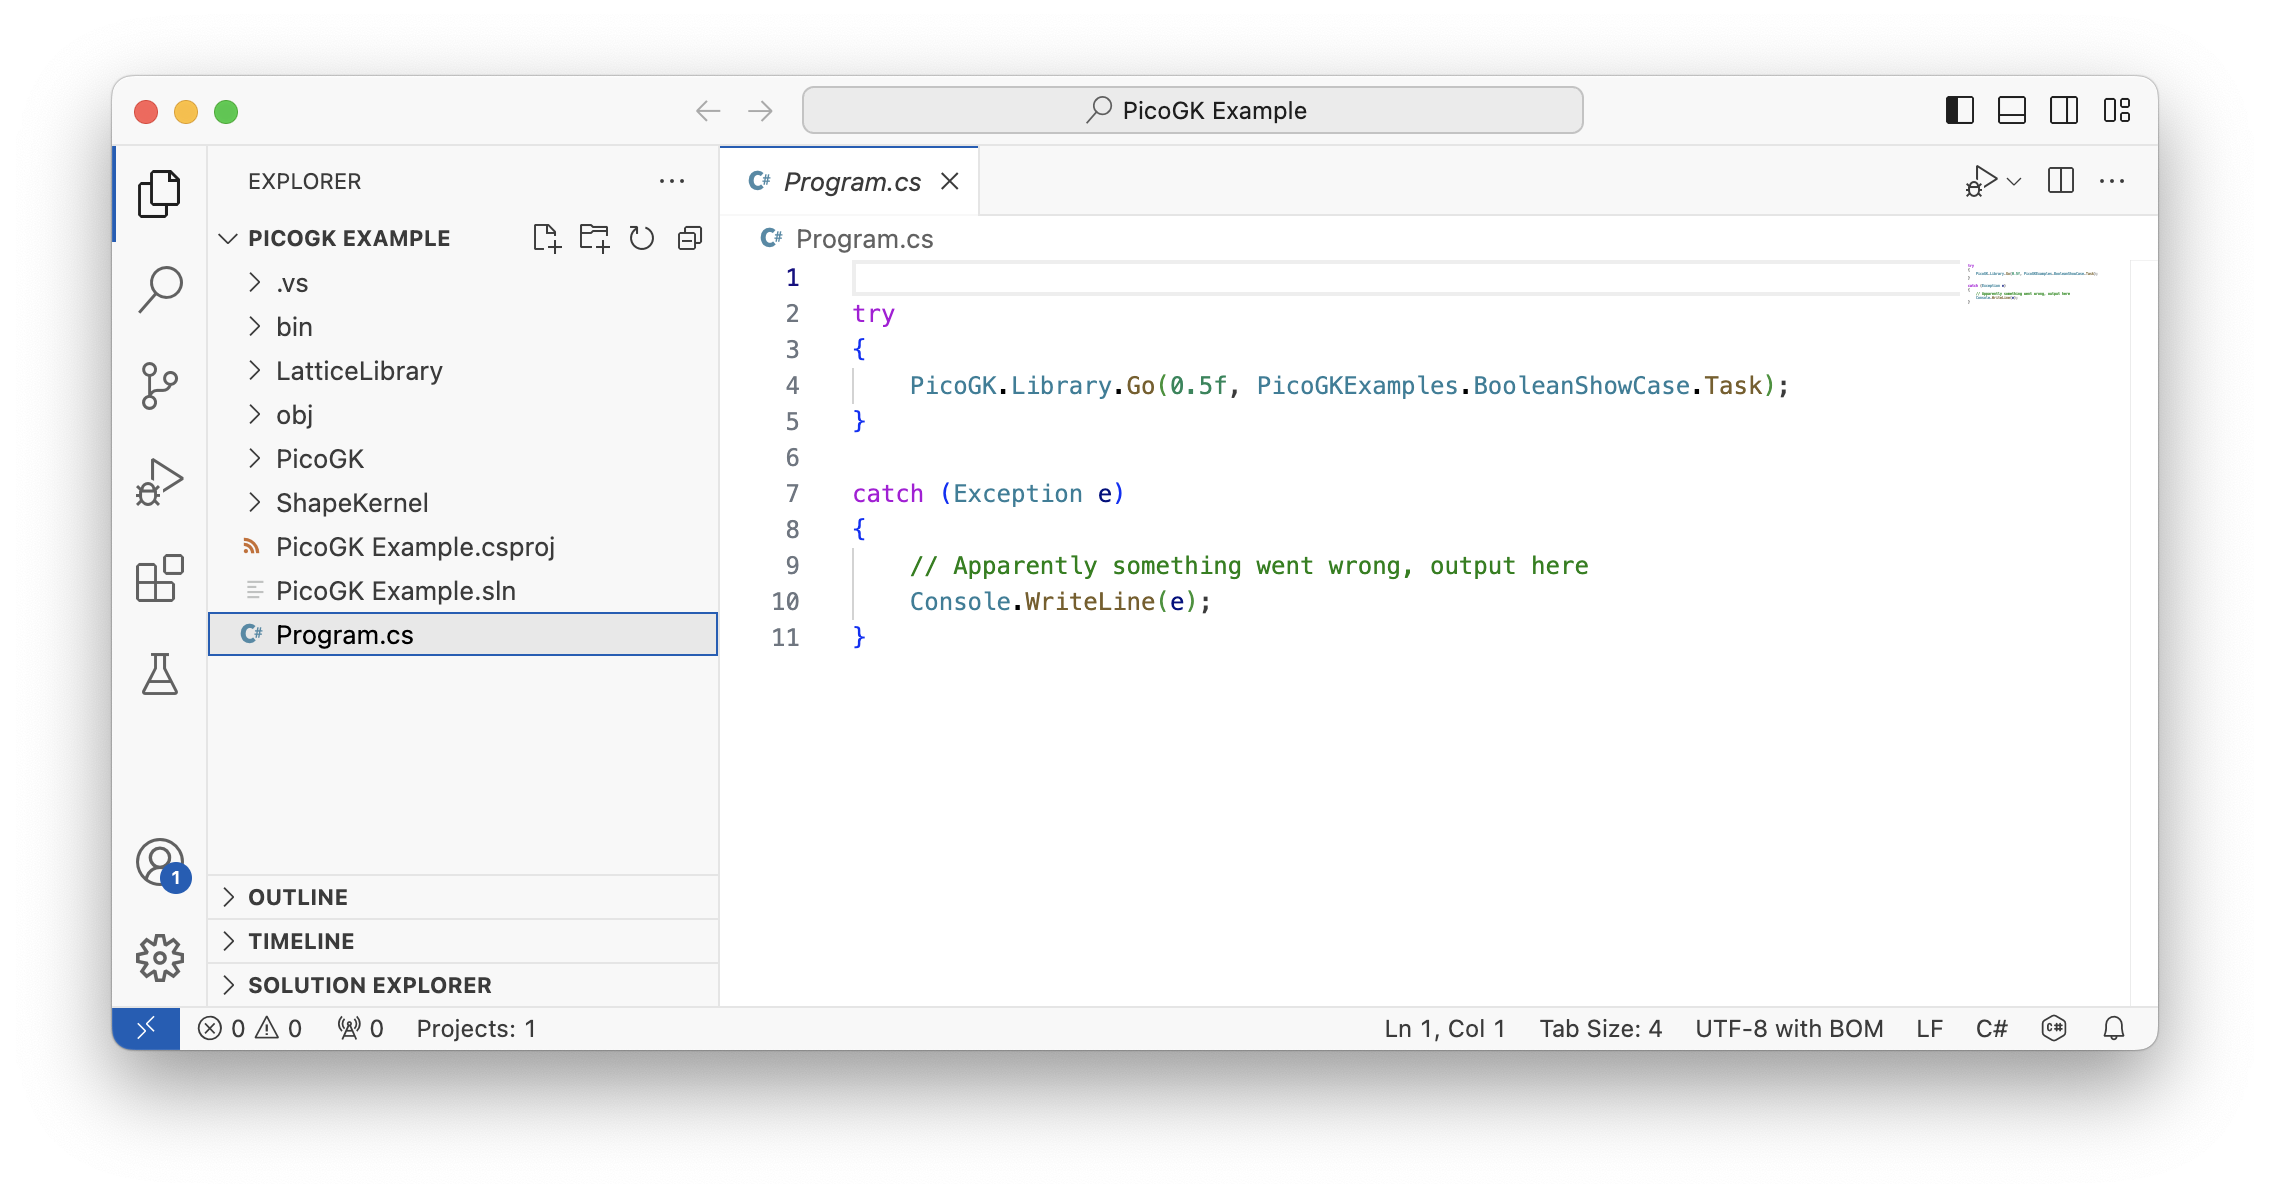 PicoGK Example
EXPLORER
PICOGK EXAMPLE
.vs
bin
LatticeLibrary
obj
PicoGK
ShapeKernel
PicoGK Example.csproj
PicoGK Example.sln
C# Program.cs
OUTLINE
TIMELINE
SOLUTION EXPLORER
1
C# Program.cs
C# Program.cs
1
2 try
3 {
4 PicoGK.Library.Go(0.5f, PicoGKExamples.BooleanShowCase.Task);
5 }
6
7 catch (Exception e)
8 {
9 // Apparently something went wrong, output here
10 Console.WriteLine(e);
11 }
0 0 0 Projects: 1 Ln 1, Col 1 Tab Size: 4 UTF-8 with BOM LF C# C#